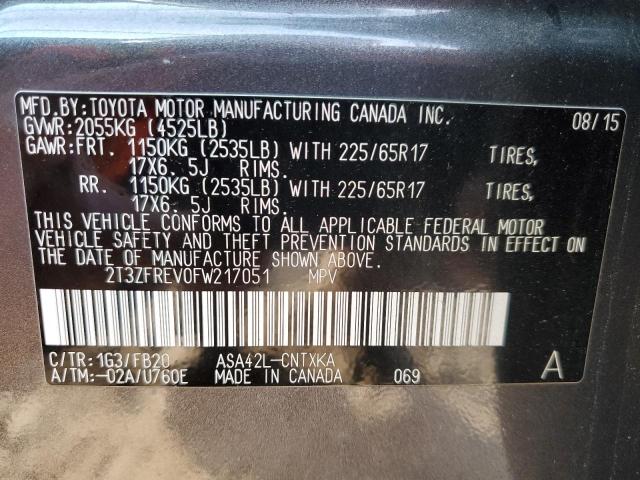 MFD.BY:TOYOTA MOTOR MANUFACTURING CANADA INC. 08/15
GVWR:2055KG (4525LB)
GAWR:FRT. 1150KG (2535LB) WITH 225/65R17 TIRES,
17X6. 5J RIMS.
RR. 1150KG (2535LB) WITH 225/65R17 TIRES,
17X6. 5J RIMS.
THIS VEHICLE CONFORMS TO ALL APPLICABLE FEDERAL MOTOR
VEHICLE SAFETY AND THEFT PREVENTION STANDARDS IN EFFECT ON
THE DATE OF MANUFACTURE SHOWN ABOVE.
2T3ZFREV0FW217051 MPV
C/TR:1G3/FB20 ASA42L-CNTXKA
A/TM:-02A/U760E MADE IN CANADA 069 A